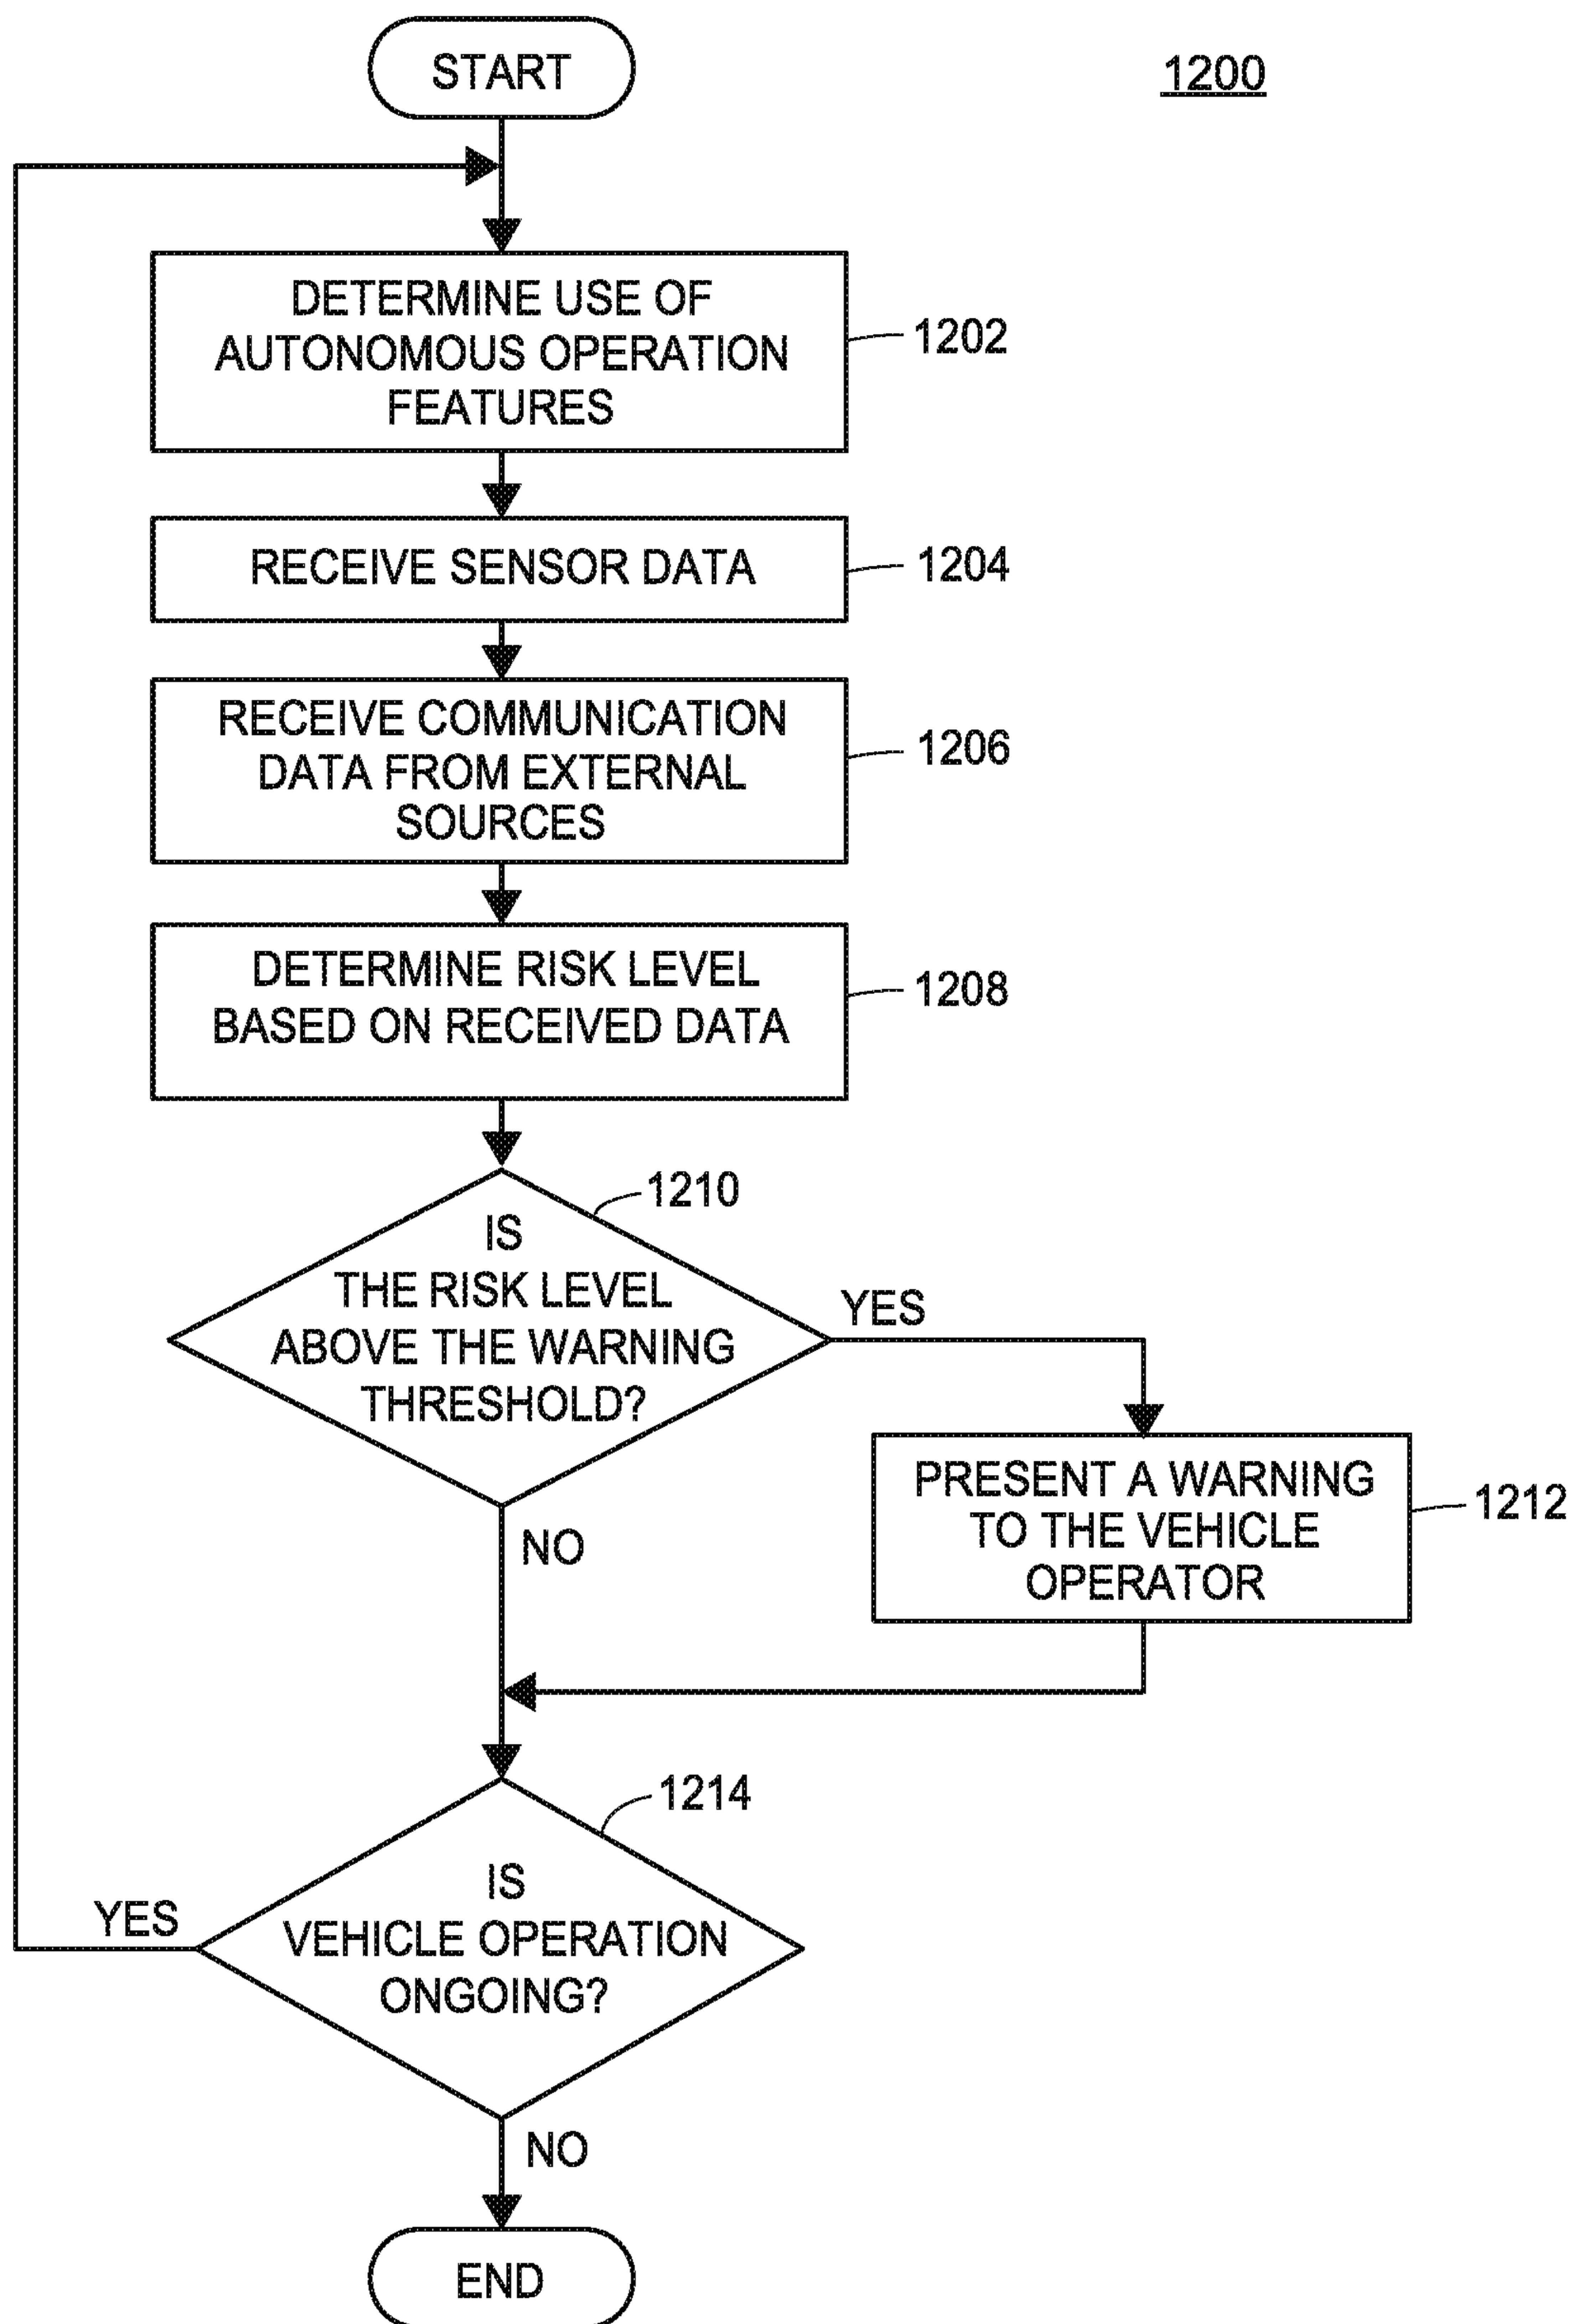 START
1200
DETERMINE USE OF
AUTONOMOUS OPERATION
FEATURES
1202
RECEIVE SENSOR DATA
1204
RECEIVE COMMUNICATION
DATA FROM EXTERNAL
SOURCES
1206
DETERMINE RISK LEVEL
BASED ON RECEIVED DATA
1208
1210
IS
THE RISK LEVEL
ABOVE THE WARNING
THRESHOLD?
YES
NO
PRESENT A WARNING
TO THE VEHICLE
OPERATOR
1212
1214
IS
VEHICLE OPERATION
ONGOING?
YES
NO
END